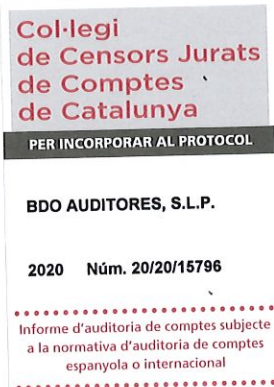 Col·legi
de Censors Jurats
de Comptes
de Catalunya
PER INCORPORAR AL PROTOCOL
BDO AUDITORES, S.L.P.
2020 Núm. 20/20/15796
Informe d'auditoria de comptes subjecte
a la normativa d'auditoria de comptes
espanyola o internacional